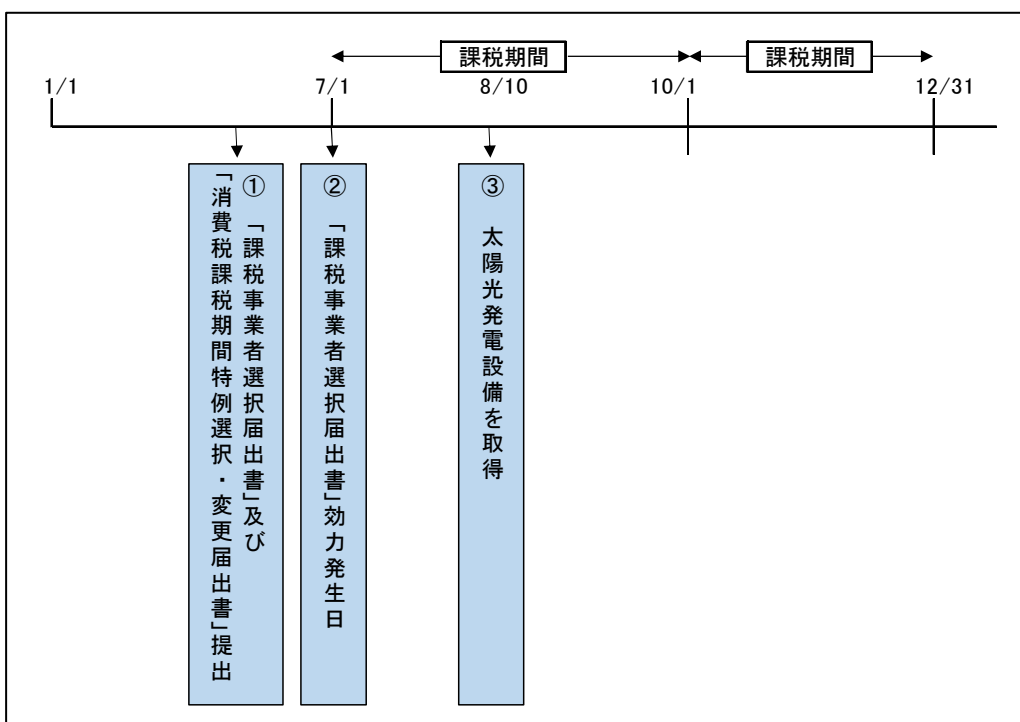 課税期間
課税期間
1/1
7/1
8/10
10/1
12/31
① 「課税事業者選択届出書」及び
「消費税課税期間特例選択・変更届出書」提出
② 「課税事業者選択届出書」効力発生日
③ 太陽光発電設備を取得